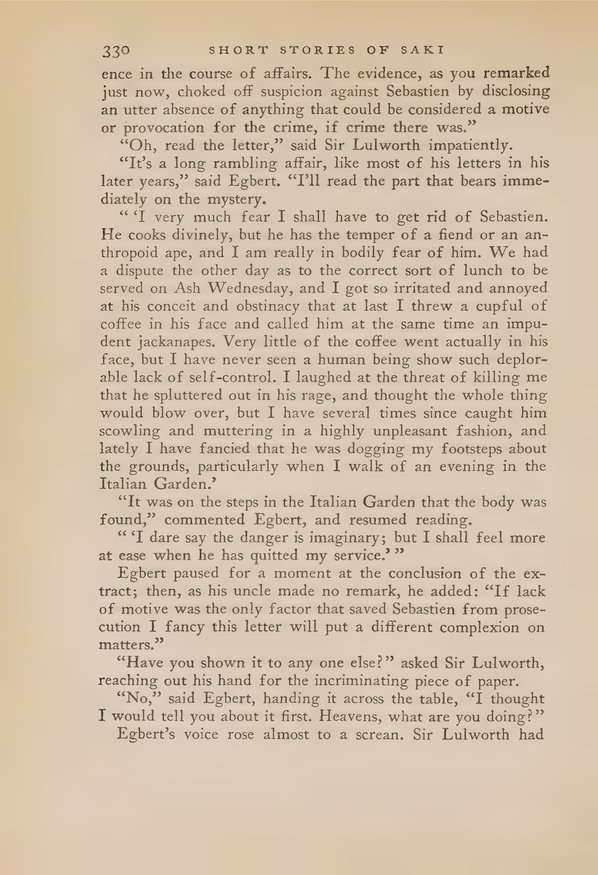 330 SHORT STORIES OF SAKI
ence in the course of affairs. The evidence, as you remarked
just now, choked off suspicion against Sebastien by disclosing
an utter absence of anything that could be considered a motive
or provocation for the crime, if crime there was.”
“Oh, read the letter,” said Sir Lulworth impatiently.
“It’s a long rambling affair, like most of his letters in his
later years,” said Egbert. “I’ll read the part that bears imme-
diately on the mystery.
“ ‘I very much fear I shall have to get rid of Sebastien.
He cooks divinely, but he has the temper of a fiend or an an-
thropoid ape, and I am really in bodily fear of him. We had
a dispute the other day as to the correct sort of lunch to be
served on Ash Wednesday, and I got so irritated and annoyed
at his conceit and obstinacy that at last I threw a cupful of
coffee in his face and called him at the same time an impu-
dent jackanapes. Very little of the coffee went actually in his
face, but I have never seen a human being show such deplor-
able lack of self-control. I laughed at the threat of killing me
that he spluttered out in his rage, and thought the whole thing
would blow over, but I have several times since caught him
scowling and muttering in a highly unpleasant fashion, and
lately I have fancied that he was dogging my footsteps about
the grounds, particularly when I walk of an evening in the
Italian Garden.’
“It was on the steps in the Italian Garden that the body was
found,” commented Egbert, and resumed reading.
“ ‘I dare say the danger is imaginary; but I shall feel more
at ease when he has quitted my service.’ ”
Egbert paused for a moment at the conclusion of the ex-
tract; then, as his uncle made no remark, he added: “If lack
of motive was the only factor that saved Sebastien from prose-
cution I fancy this letter will put a different complexion on
matters.”
“Have you shown it to any one else?” asked Sir Lulworth,
reaching out his hand for the incriminating piece of paper.
“No,” said Egbert, handing it across the table, “I thought
I would tell you about it first. Heavens, what are you doing?”
Egbert’s voice rose almost to a screan. Sir Lulworth had